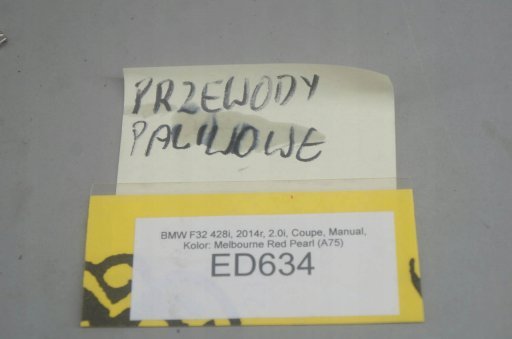 PRZEWODY
PALIWOWE
BMW F32 428i, 2014r, 2.0i, Coupe, Manual,
Kolor: Melbourne Red Pearl (A75)
ED634